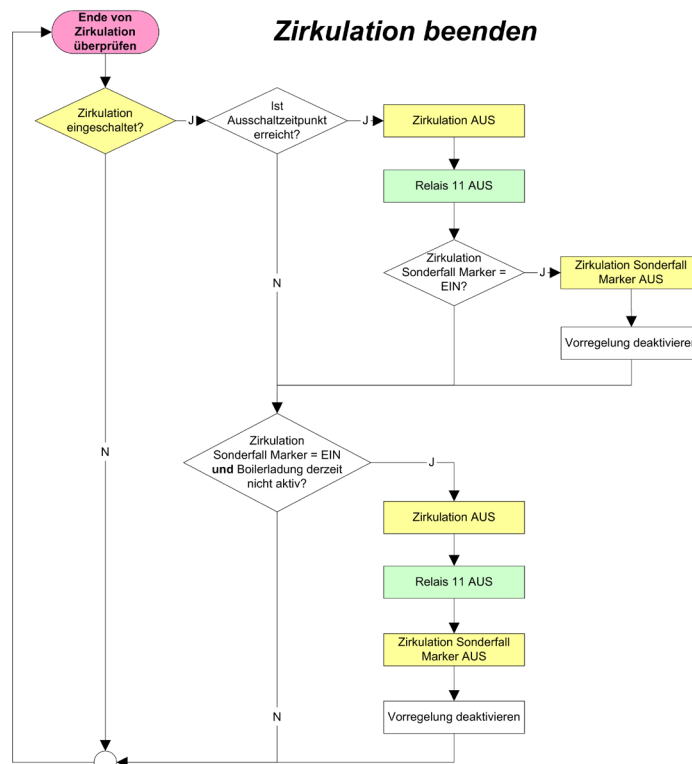 Zirkulation beenden
Ende von
Zirkulation
überprüfen
Zirkulation
eingeschaltet?
J
Ist
Ausschaltzeitpunkt
erreicht?
J
Zirkulation AUS
Relais 11 AUS
Zirkulation
Sonderfall Marker =
EIN?
J
Zirkulation Sonderfall
Marker AUS
Vorregelung deaktivieren
N
N
Zirkulation
Sonderfall Marker = EIN
und Boilerladung derzeit
nicht aktiv?
J
Zirkulation AUS
Relais 11 AUS
Zirkulation Sonderfall
Marker AUS
Vorregelung deaktivieren
N